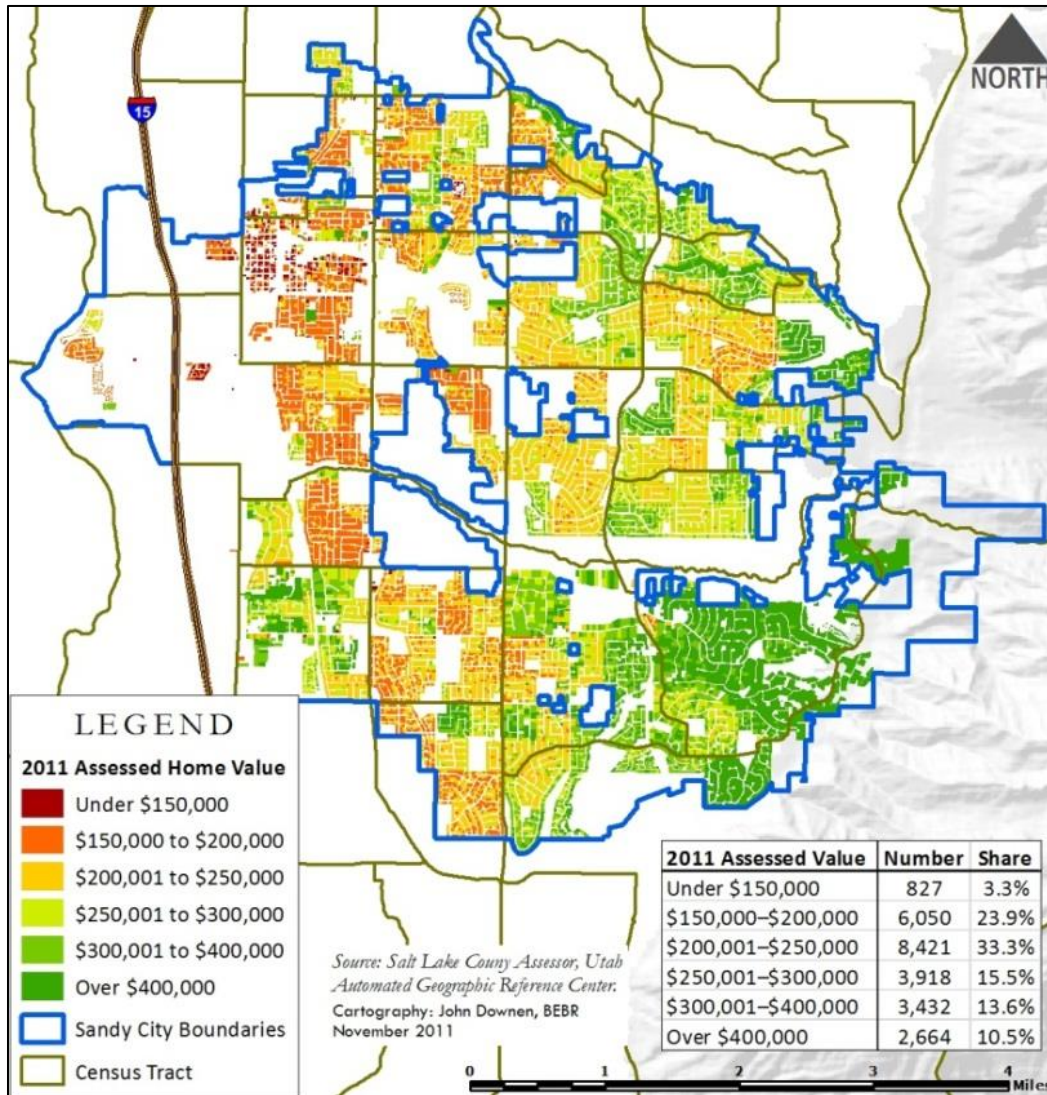 NORTH
15
LEGEND
2011 Assessed Home Value
Under $150,000
$150,000 to $200,000
$200,001 to $250,000
$250,001 to $300,000
$300,001 to $400,000
Over $400,000
Sandy City Boundaries
Census Tract
Source: Salt Lake Couny Assessor, Utah
Automated Geographic Reference Center.
Cartography: John Downen, BEBR
November 2011
2011 Assessed Value Number Share
Under $150,000 827 3.3%
$150,000–$200,000 6,050 23.9%
$200,001–$250,000 8,421 33.3%
$250,001–$300,000 3,918 15.5%
$300,001–$400,000 3,432 13.6%
Over $400,000 2,664 10.5%
0 1 2 3 4
Miles